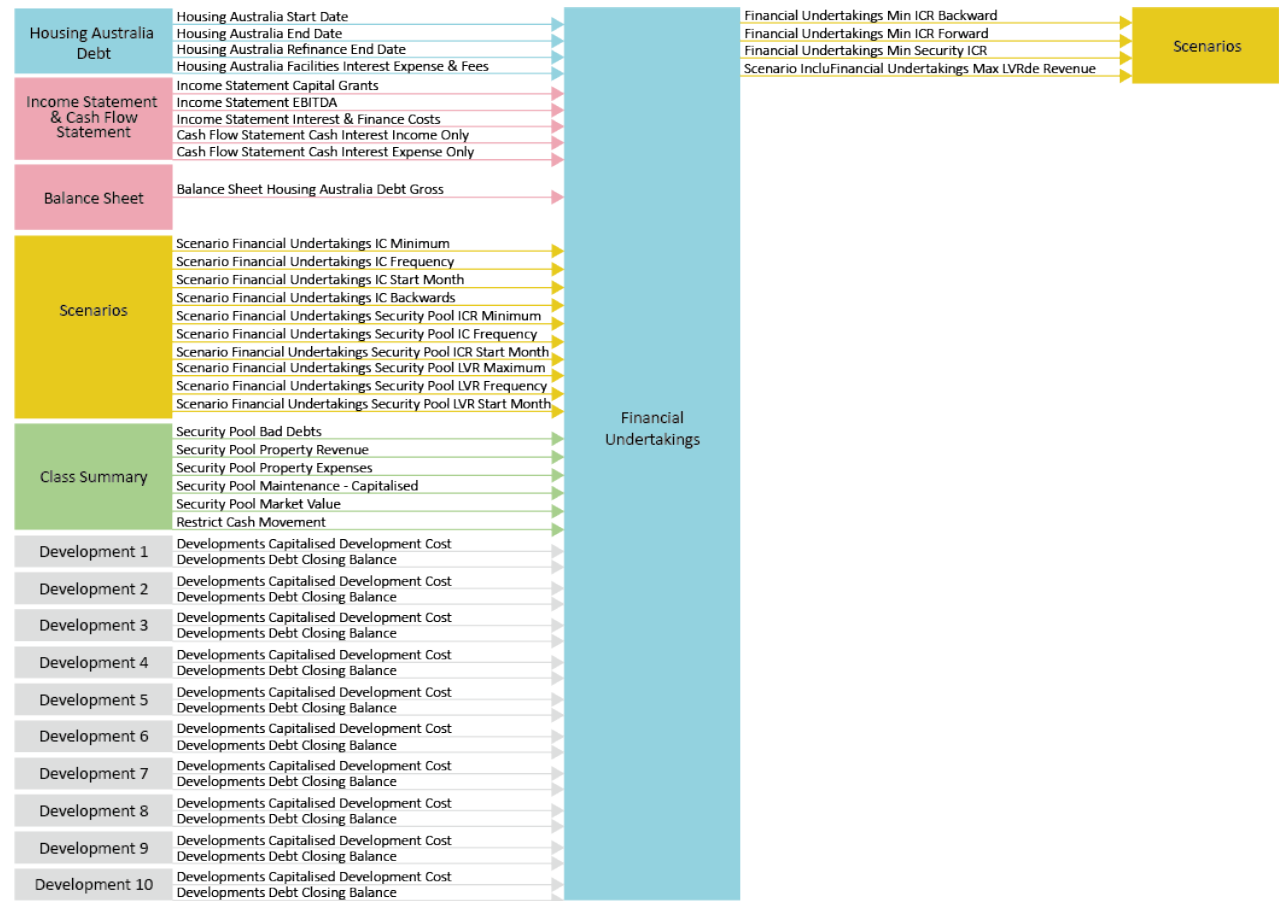 Housing Australia
Debt
Housing Australia Start Date
Housing Australia End Date
Housing Australia Refinance End Date
Housing Australia Facilities Interest Expense & Fees
Income Statement
& Cash Flow
Statement
Income Statement Capital Grants
Income Statement EBITDA
Income Statement Interest & Finance Costs
Cash Flow Statement Cash Interest Income Only
Cash Flow Statement Cash Interest Expense Only
Balance Sheet
Balance Sheet Housing Australia Debt Gross
Scenarios
Scenario Financial Undertakings IC Minimum
Scenario Financial Undertakings IC Frequency
Scenario Financial Undertakings IC Start Month
Scenario Financial Undertakings IC Backwards
Scenario Financial Undertakings Security Pool ICR Minimum
Scenario Financial Undertakings Security Pool IC Frequency
Scenario Financial Undertakings Security Pool ICR Start Month
Scenario Financial Undertakings Security Pool LVR Maximum
Scenario Financial Undertakings Security Pool LVR Frequency
Scenario Financial Undertakings Security Pool LVR Start Month
Class Summary
Security Pool Bad Debts
Security Pool Property Revenue
Security Pool Property Expenses
Security Pool Maintenance - Capitalised
Security Pool Market Value
Restrict Cash Movement
Development 1
Developments Capitalised Development Cost
Developments Debt Closing Balance
Development 2
Developments Capitalised Development Cost
Developments Debt Closing Balance
Development 3
Developments Capitalised Development Cost
Developments Debt Closing Balance
Development 4
Developments Capitalised Development Cost
Developments Debt Closing Balance
Development 5
Developments Capitalised Development Cost
Developments Debt Closing Balance
Development 6
Developments Capitalised Development Cost
Developments Debt Closing Balance
Development 7
Developments Capitalised Development Cost
Developments Debt Closing Balance
Development 8
Developments Capitalised Development Cost
Developments Debt Closing Balance
Development 9
Developments Capitalised Development Cost
Developments Debt Closing Balance
Development 10
Developments Capitalised Development Cost
Developments Debt Closing Balance
Financial
Undertakings
Financial Undertakings Min ICR Backward
Financial Undertakings Min ICR Forward
Financial Undertakings Min Security ICR
Scenario IncluFinancial Undertakings Max LVRde Revenue
Scenarios